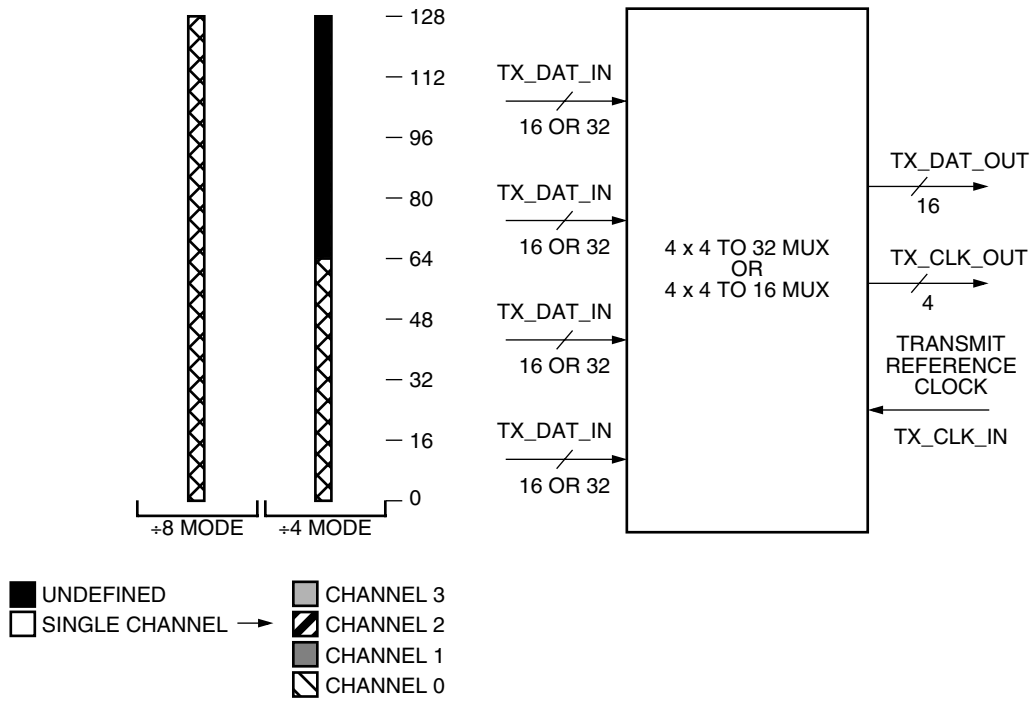 128
112
96
80
64
48
32
16
0
÷8 MODE
÷4 MODE
TX_DAT_IN
16 OR 32
TX_DAT_IN
16 OR 32
TX_DAT_IN
16 OR 32
TX_DAT_IN
16 OR 32
4 x 4 TO 32 MUX
OR
4 x 4 TO 16 MUX
TX_DAT_OUT
16
TX_CLK_OUT
4
TRANSMIT
REFERENCE
CLOCK
TX_CLK_IN
UNDEFINED
SINGLE CHANNEL
CHANNEL 3
CHANNEL 2
CHANNEL 1
CHANNEL 0